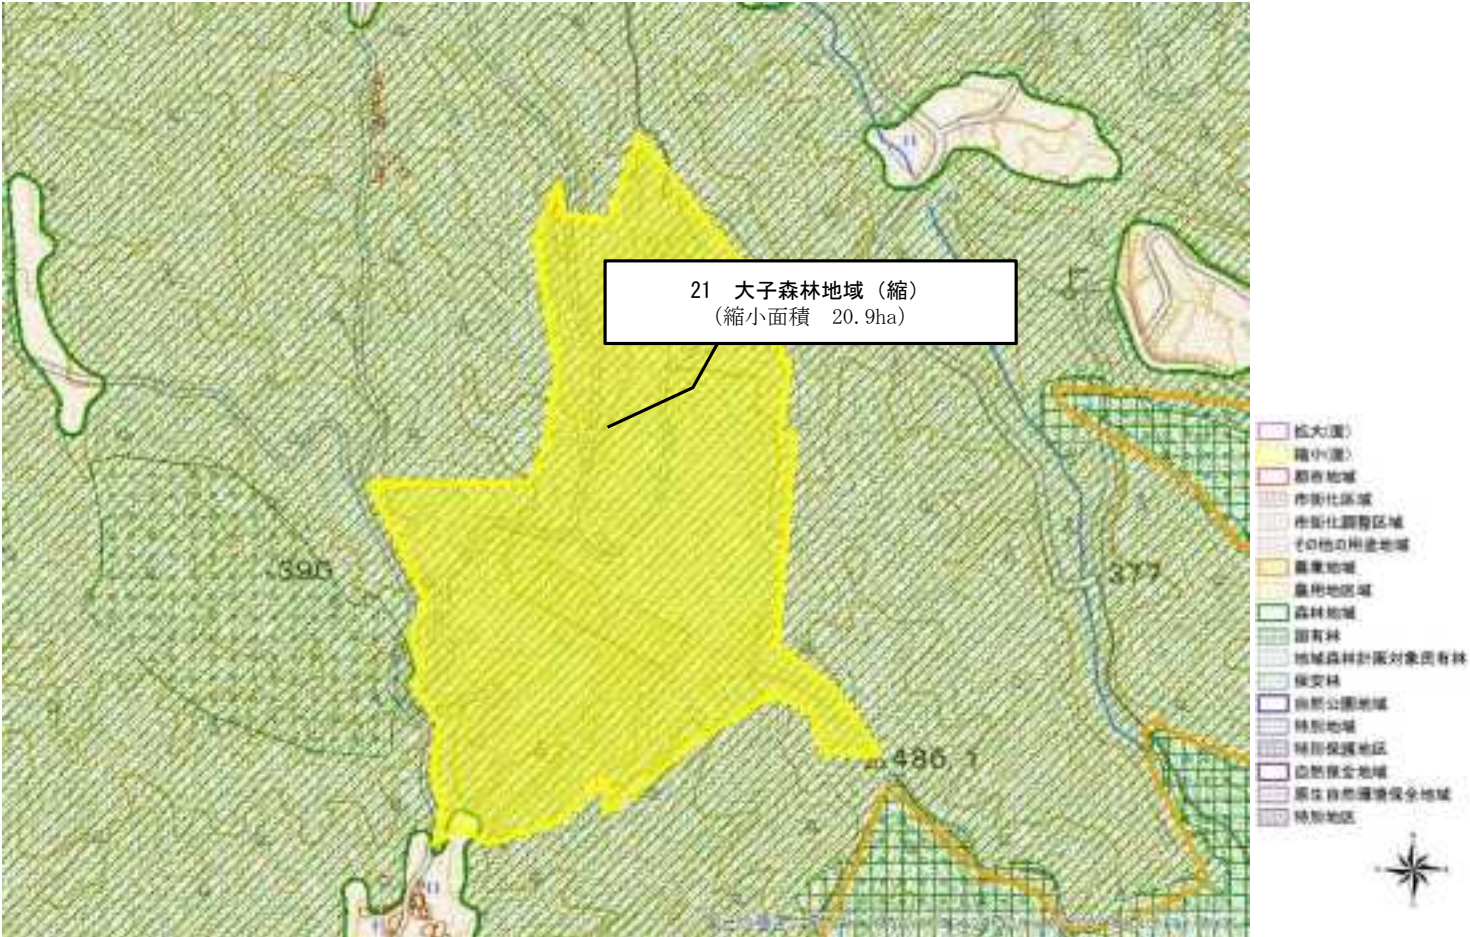 21　大子森林地域（縮）
（縮小面積　20.9ha）
390
377
486.1
拡大(面)
縮小(面)
都市地域
市街化区域
市街化調整区域
その他の用途地域
農業地域
農用地区域
森林地域
国有林
地域森林計画対象民有林
保安林
自然公園地域
特別地域
特別保護地区
自然保全地域
原生自然環境保全地域
特別地区